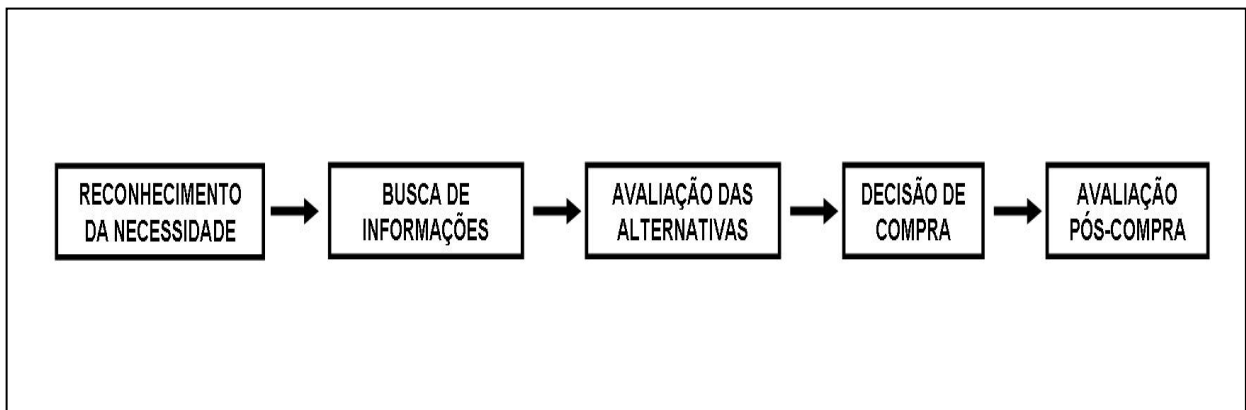 RECONHECIMENTO
DA NECESSIDADE
BUSCA DE
INFORMAÇÕES
AVALIAÇÃO DAS
ALTERNATIVAS
DECISÃO DE
COMPRA
AVALIAÇÃO
PÓS-COMPRA